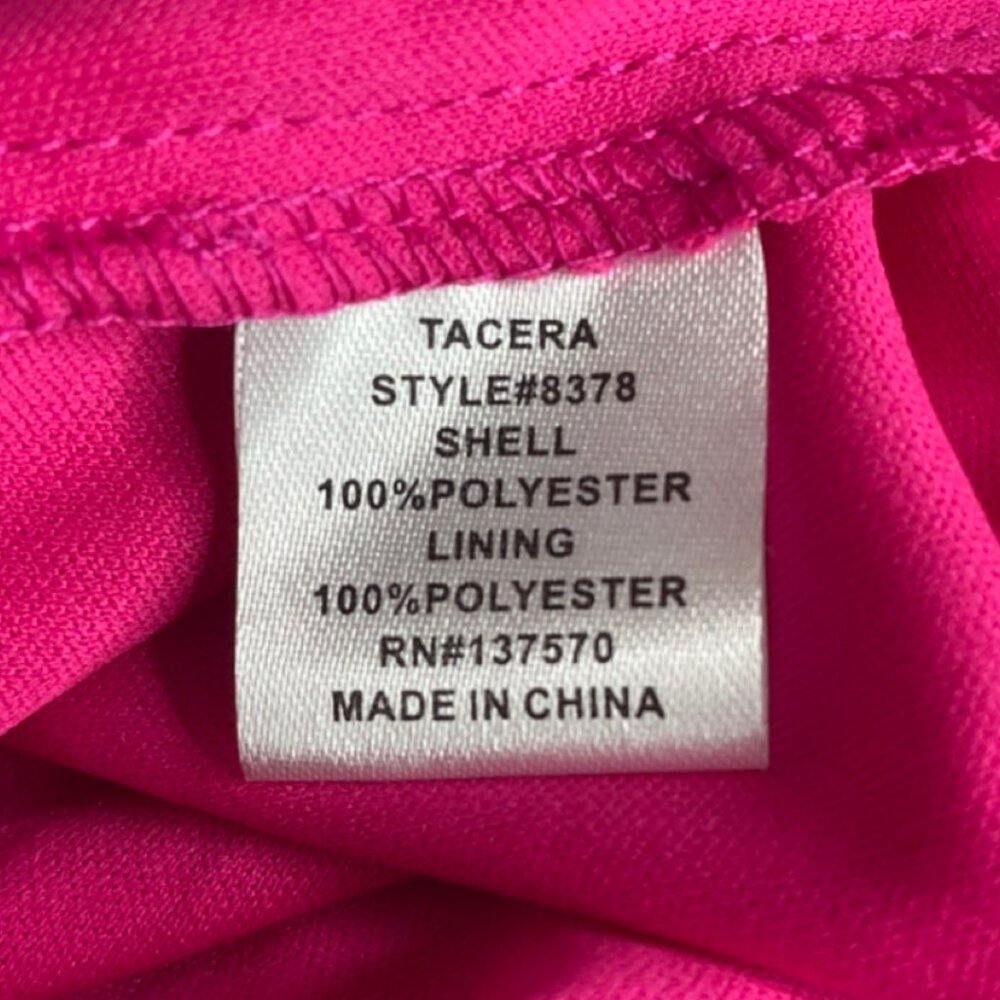 TACERA
STYLE#8378
SHELL
100%POLYESTER
LINING
100%POLYESTER
RN#137570
MADE IN CHINA